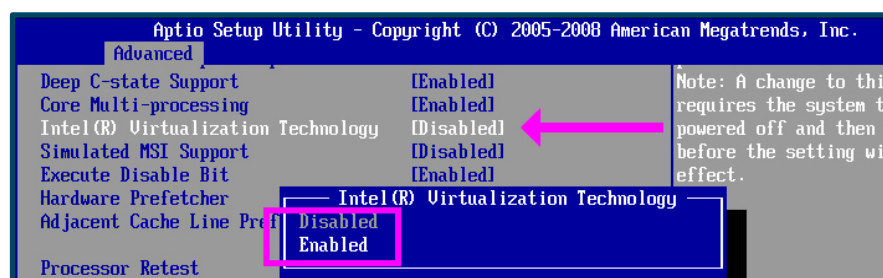 Aptio Setup Utility - Copyright (C) 2005-2008 American Megatrends, Inc.
Advanced
Deep C-state Support [Enabled] Note: A change to thi
Core Multi-processing [Enabled] requires the system t
Intel(R) Virtualization Technology [Disabled] powered off and then
Simulated MSI Support [Disabled] before the setting wi
Execute Disable Bit [Enabled] effect.
Hardware Prefetcher Intel(R) Virtualization Technology
Adjacent Cache Line Pref Disabled
Enabled
Processor Retest